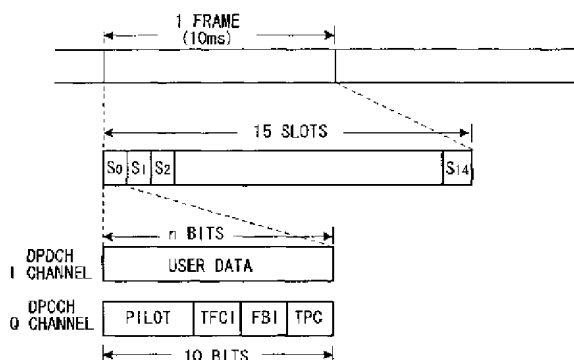 1 FRAME
(10ms)
15 SLOTS
S0 S1 S2 S14
n BITS
DPDCH
I CHANNEL
USER DATA
DPCCH
Q CHANNEL
PILOT TFCI FBI TPC
10 BITS